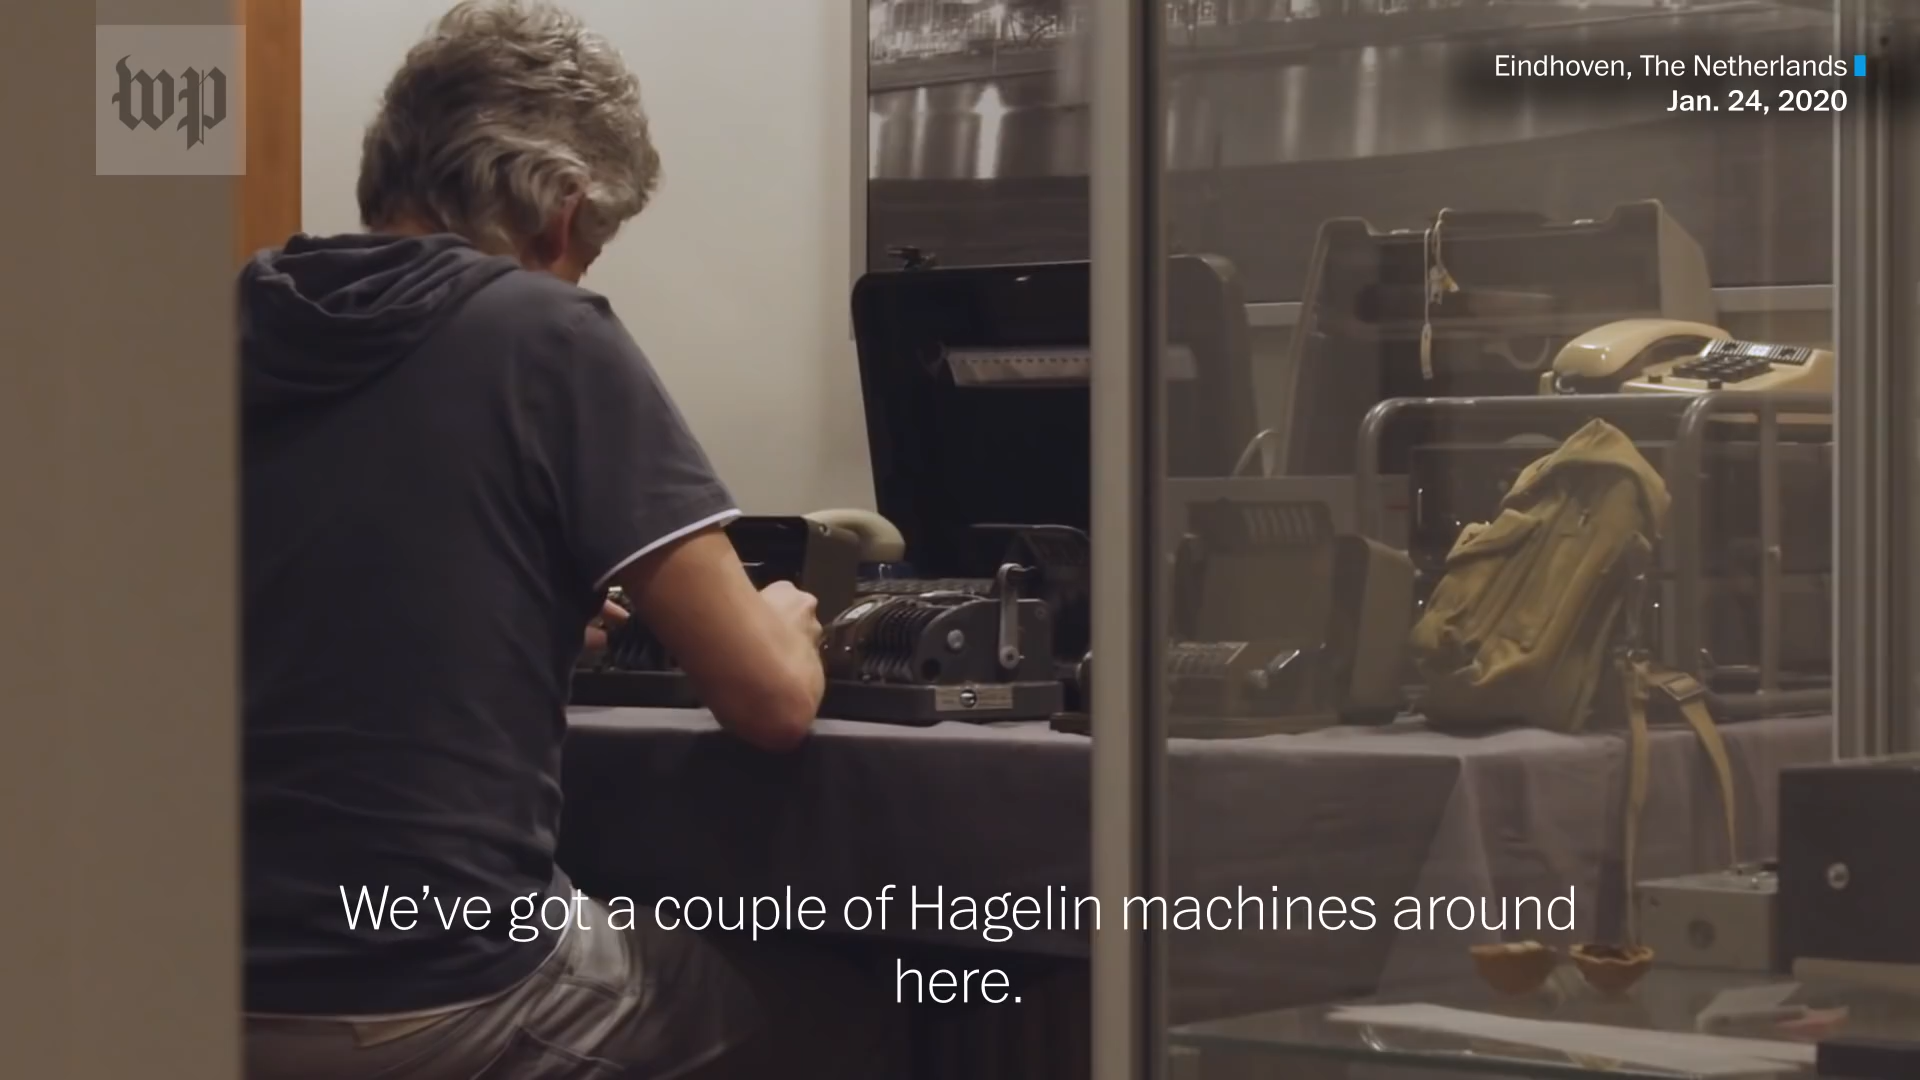 wp
Eindhoven, The Netherlands
Jan. 24, 2020
We’ve got a couple of Hagelin machines around
here.